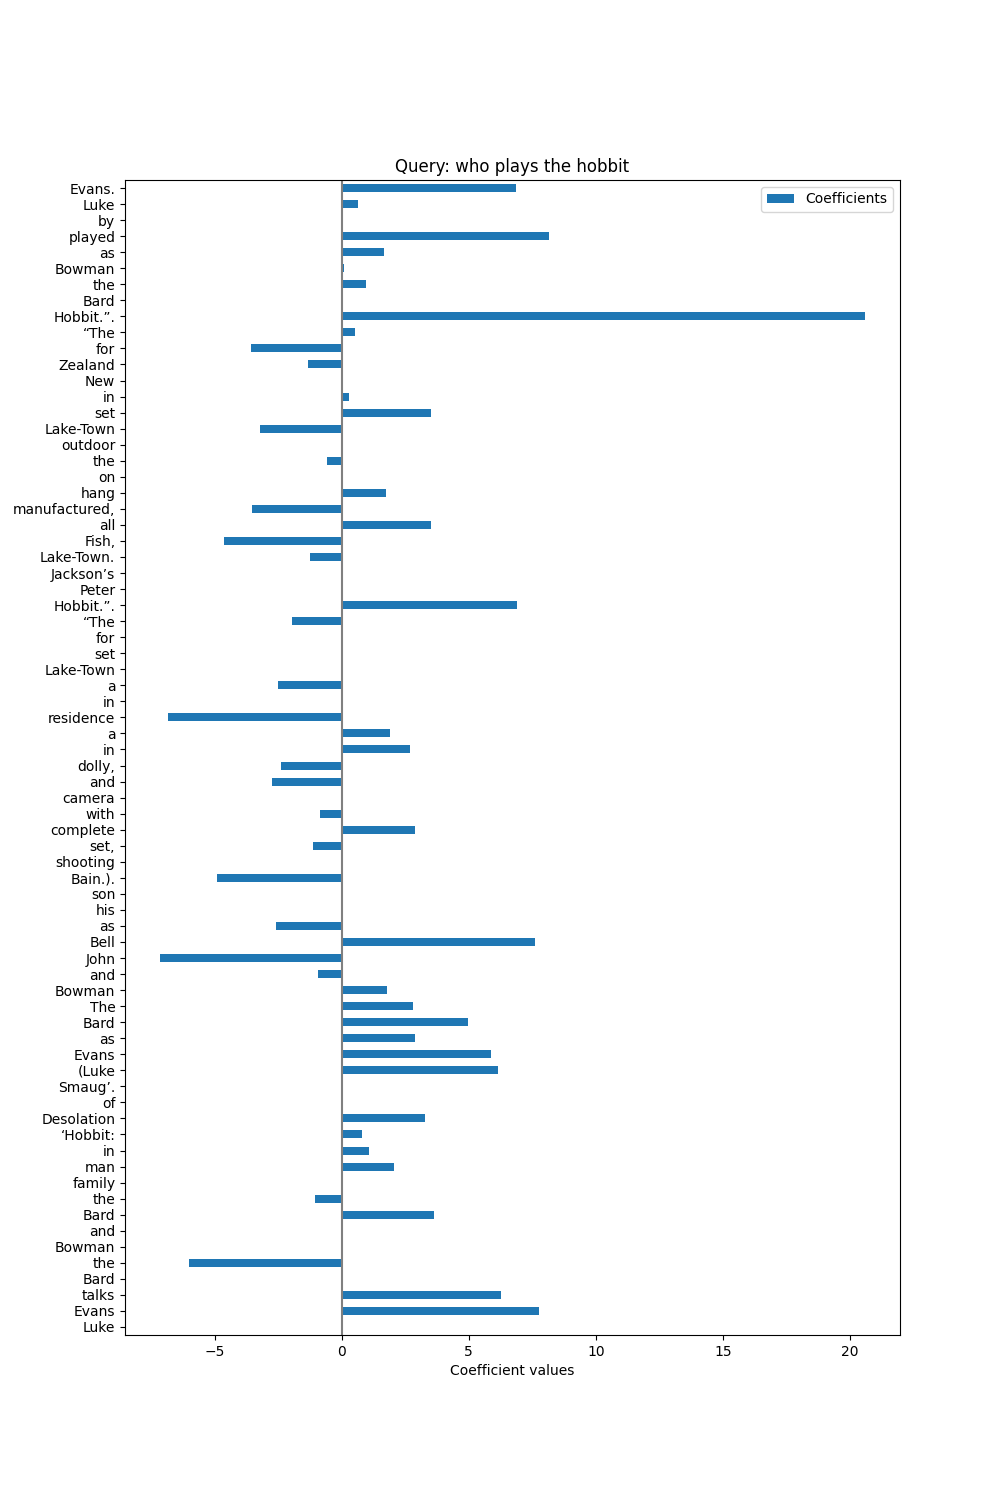 Query: who plays the hobbit
Coefficients
Evans.
Luke
by
played
as
Bowman
the
Bard
Hobbit.”.
“The
for
Zealand
New
in
set
Lake-Town
outdoor
the
on
hang
manufactured,
all
Fish,
Lake-Town.
Jackson’s
Peter
Hobbit.”.
“The
for
set
Lake-Town
a
in
residence
a
in
dolly,
and
camera
with
complete
set,
shooting
Bain.).
son
his
as
Bell
John
and
Bowman
The
Bard
as
Evans
(Luke
Smaug’.
of
Desolation
‘Hobbit:
in
man
family
the
Bard
and
Bowman
the
Bard
talks
Evans
Luke
−5 0 5 10 15 20
Coefficient values